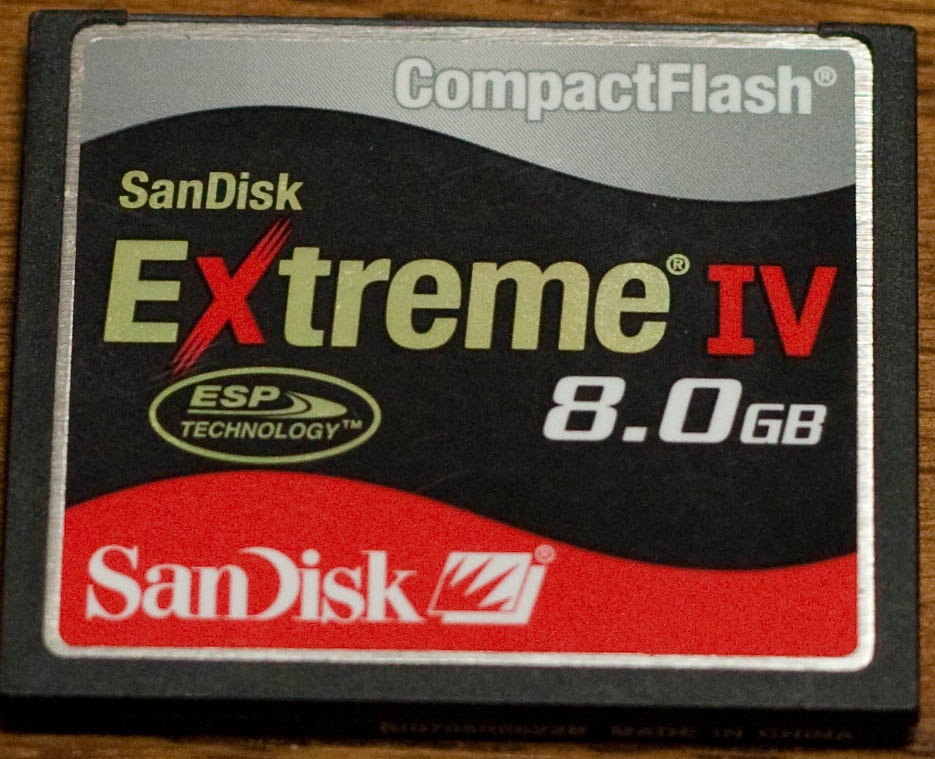 CompactFlash®
SanDisk
Extreme® IV
8.0GB
ESP
TECHNOLOGY™
SanDisk®
MADE IN CHINA